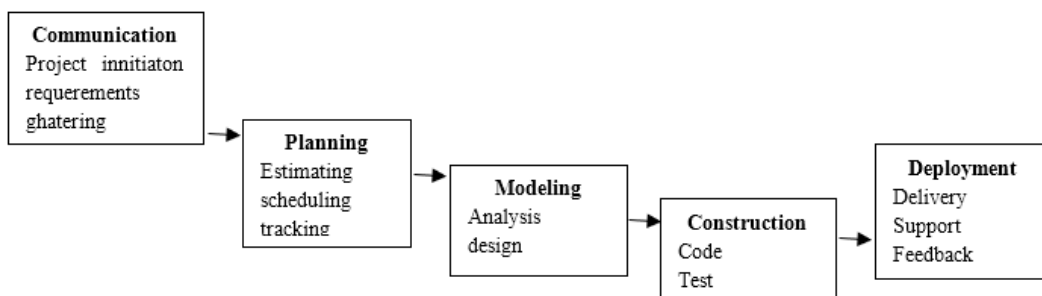 Communication
Project innitiaton
requerements
ghatering
Planning
Estimating
scheduling
tracking
Modeling
Analysis
design
Construction
Code
Test
Deployment
Delivery
Support
Feedback